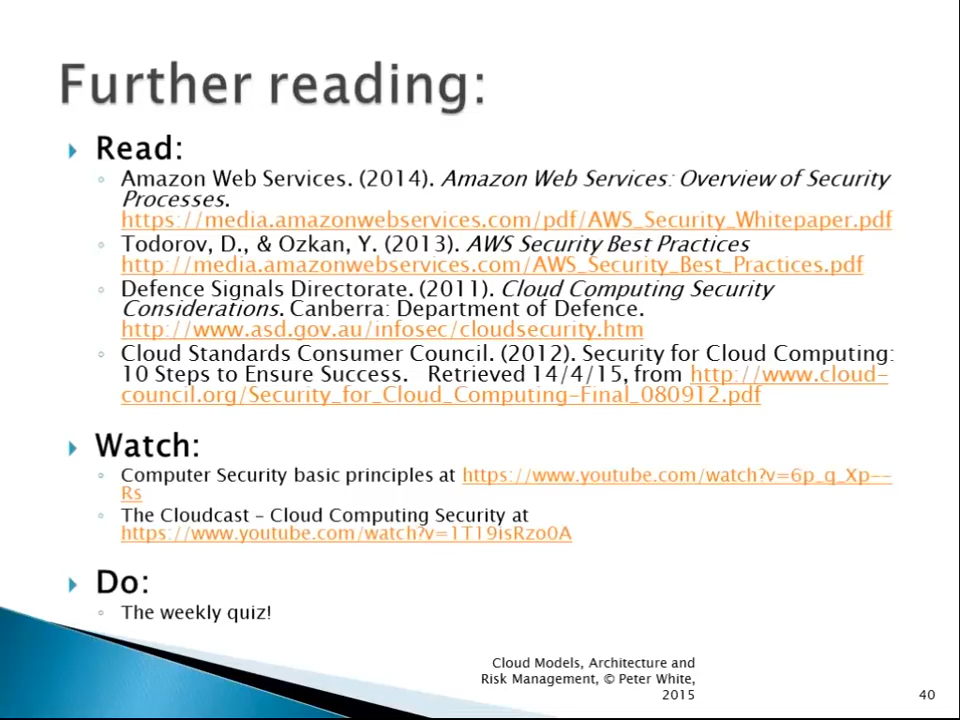 Further reading:
Read:
Amazon Web Services. (2014). Amazon Web Services: Overview of Security
Processes.
https://media.amazonwebservices.com/pdf/AWS_Security_Whitepaper.pdf
Todorov, D., & Ozkan, Y. (2013). AWS Security Best Practices
http://media.amazonwebservices.com/AWS_Security_Best_Practices.pdf
Defence Signals Directorate. (2011). Cloud Computing Security
Considerations. Canberra: Department of Defence.
http://www.asd.gov.au/infosec/cloudsecurity.htm
Cloud Standards Consumer Council. (2012). Security for Cloud Computing:
10 Steps to Ensure Success. Retrieved 14/4/15, from http://www.cloud-
council.org/Security_for_Cloud_Computing-Final_080912.pdf
Watch:
Computer Security basic principles at https://www.youtube.com/watch?v=6p_q_Xp--
Rs
The Cloudcast – Cloud Computing Security at
https://www.youtube.com/watch?v=1T19isRzo0A
Do:
The weekly quiz!
Cloud Models, Architecture and
Risk Management, © Peter White,
2015
40